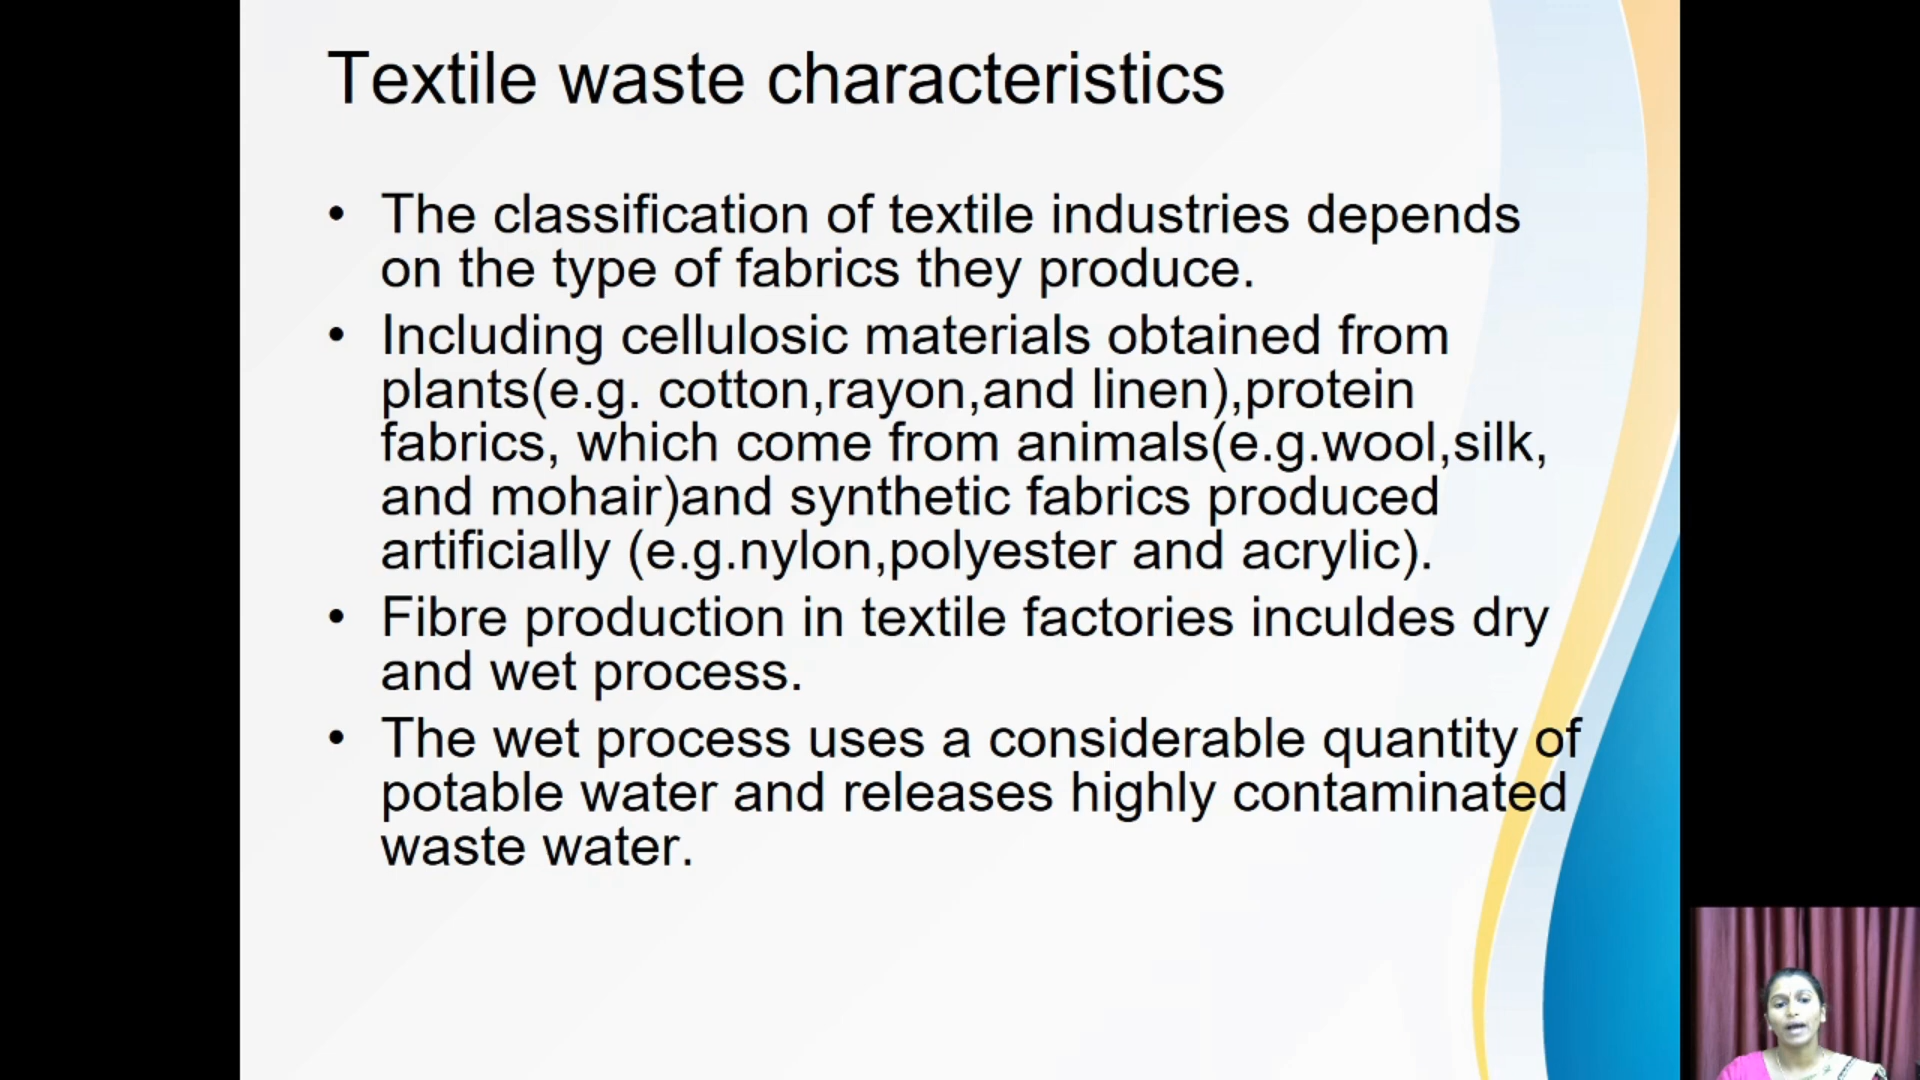 Textile waste characteristics
• The classification of textile industries depends
on the type of fabrics they produce.
• Including cellulosic materials obtained from
plants(e.g. cotton,rayon,and linen),protein
fabrics, which come from animals(e.g.wool,silk,
and mohair)and synthetic fabrics produced
artificially (e.g.nylon,polyester and acrylic).
• Fibre production in textile factories inculdes dry
and wet process.
• The wet process uses a considerable quantity of
potable water and releases highly contaminated
waste water.